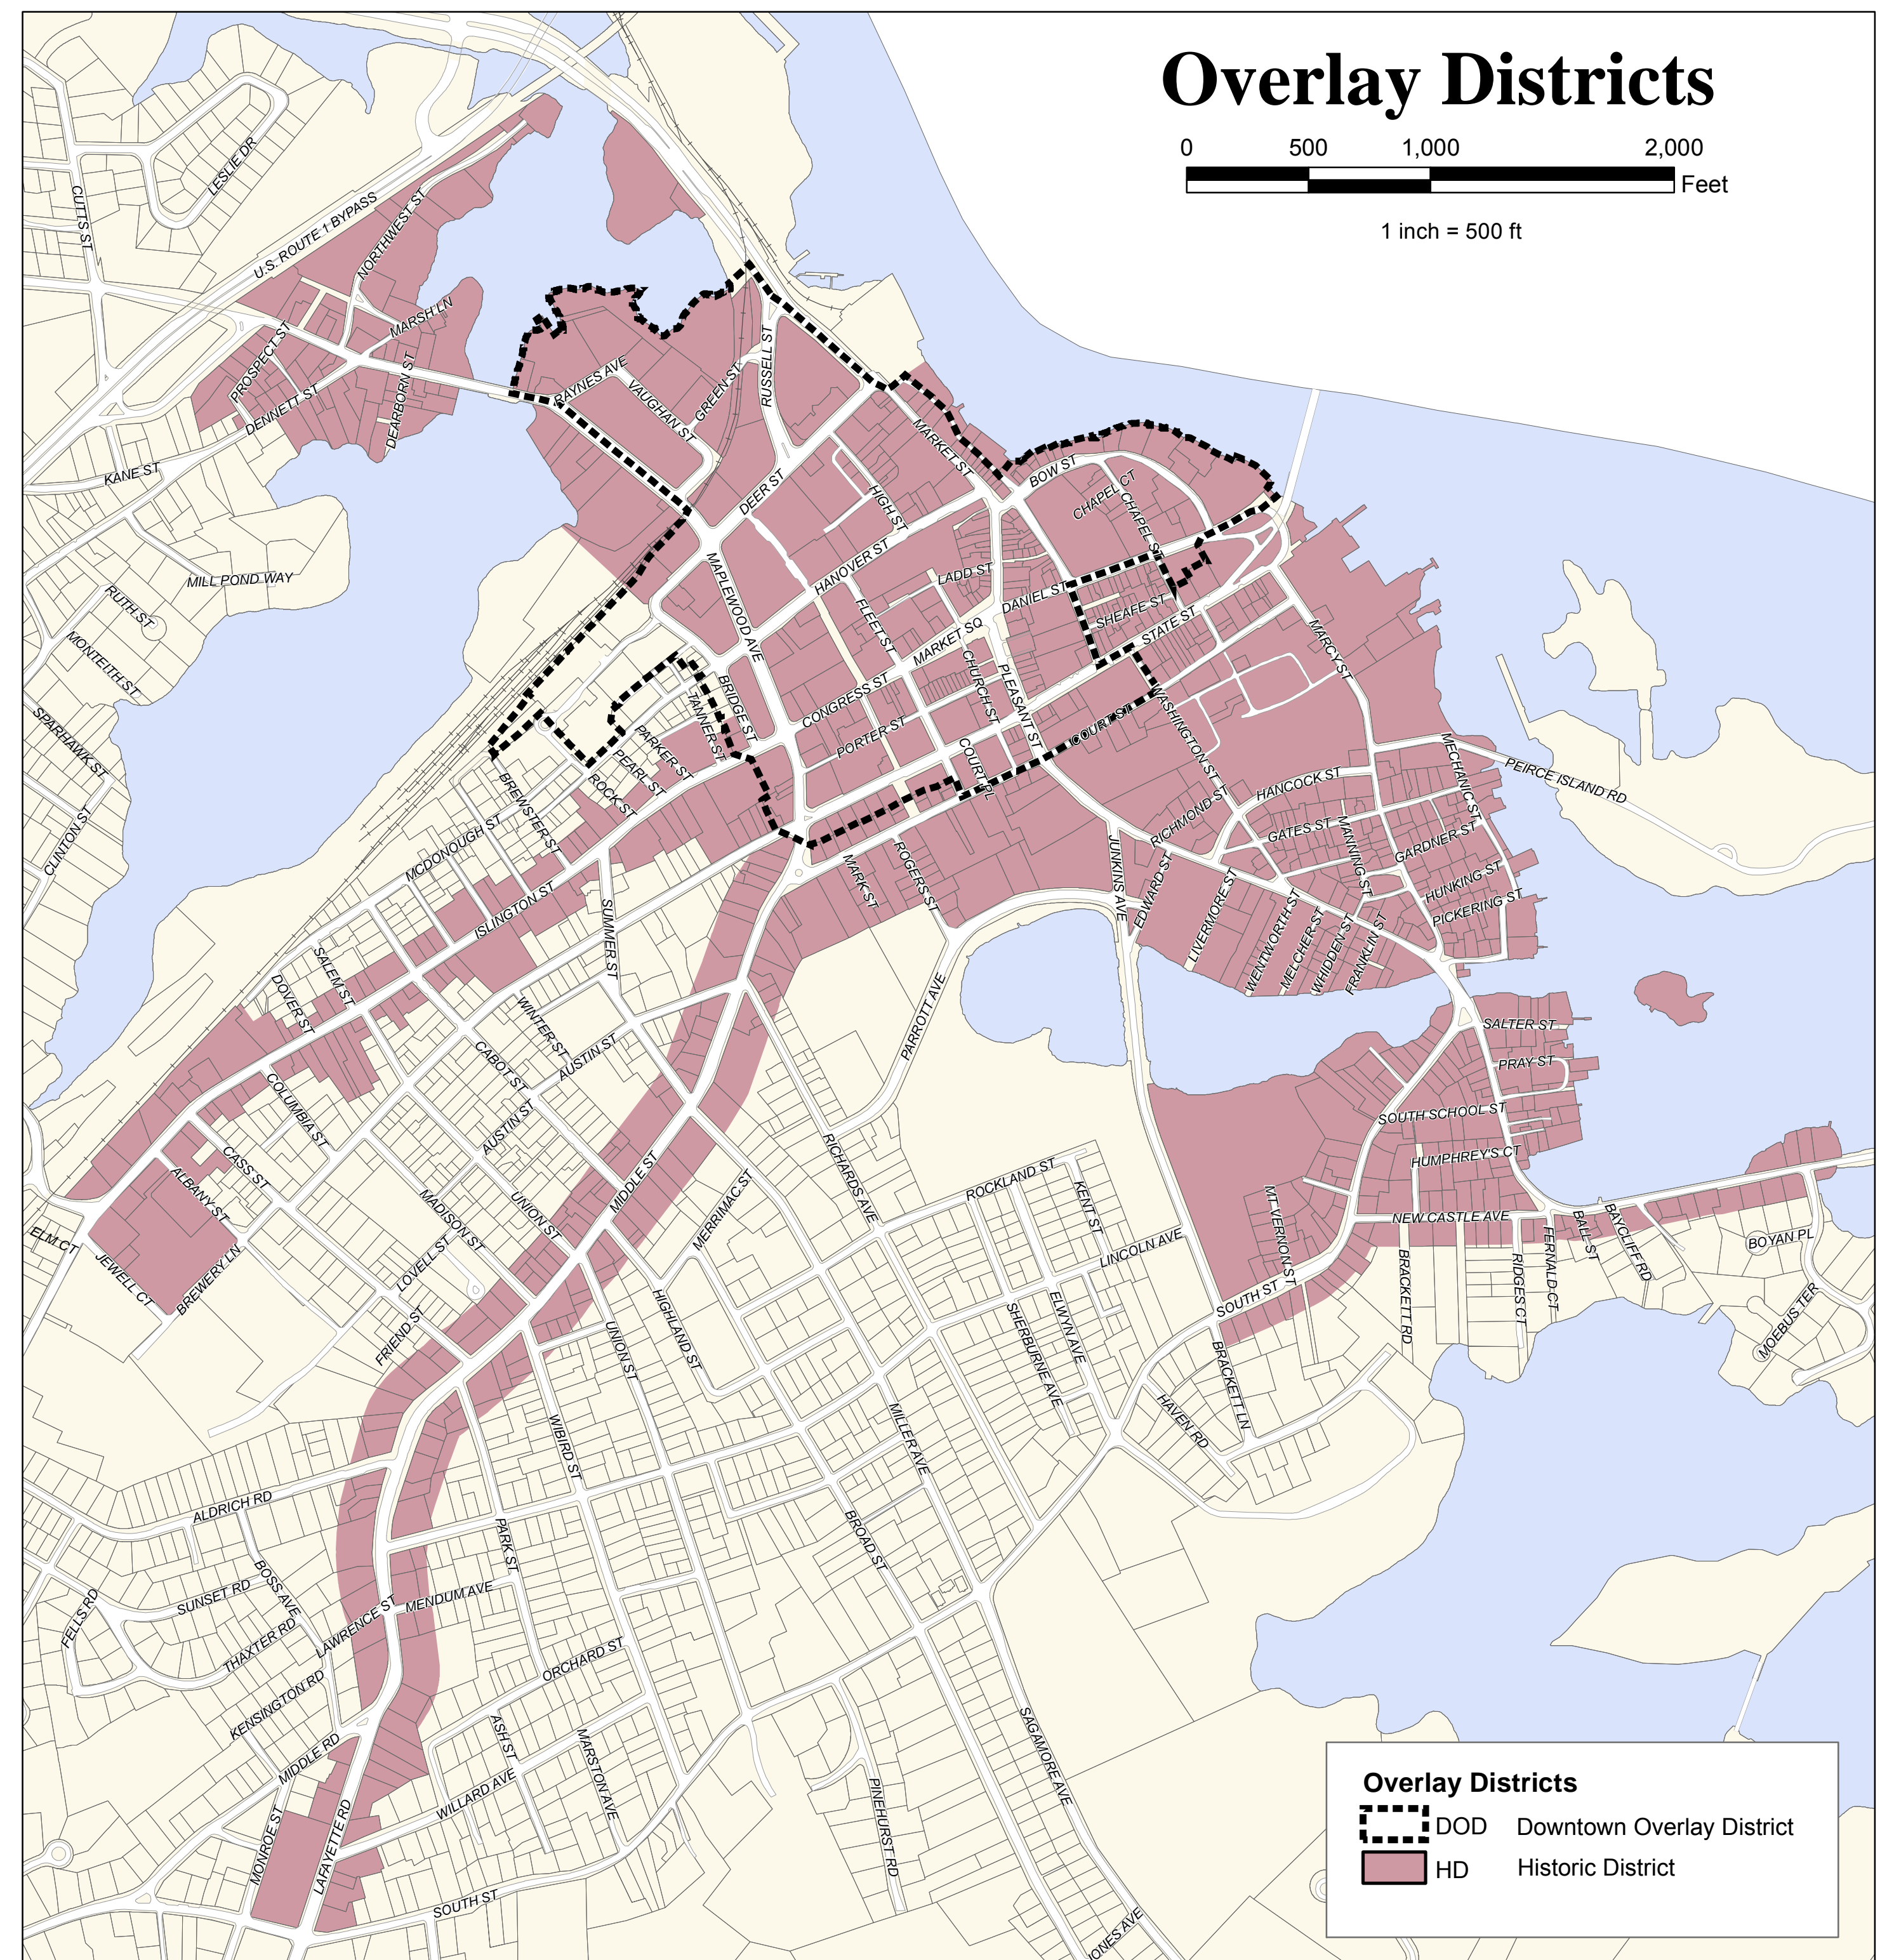 Overlay Districts
0 500 1,000 2,000
Feet
1 inch = 500 ft
LESLIE DR
CUTTS ST
U.S. ROUTE 1 BYPASS
NORTHWEST ST
MARSH LN
PROSPECT ST
DENNETT ST
DEARBORN ST
KANE ST
MILL POND WAY
RUTH ST
MONTEITH ST
SPARHAWK ST
CLINTON ST
RAYNES AVE
VAUGHAN ST
GREEN ST
RUSSELL ST
DEER ST
MARKET ST
HIGH ST
BOW ST
CHAPEL CT
CHAPEL ST
HANOVER ST
MAPLEWOOD AVE
LADD ST
DANIEL ST
SHEAFE ST
STATE ST
FLEET ST
MARKET SQ
CHURCH ST
PLEASANT ST
BRIDGE ST
CONGRESS ST
PORTER ST
COURT ST
COURT PL
WASHINGTON ST
MARCY ST
TANNER ST
PARKER ST
PEARL ST
ROCK ST
BREWSTER ST
MCDONOUGH ST
ISLINGTON ST
SUMMER ST
MARK ST
ROGERS ST
JUNKINS AVE
RICHMOND ST
EDWARD ST
HANCOCK ST
GATES ST
MANNING ST
MECHANIC ST
PEIRCE ISLAND RD
GARDNER ST
HUNKING ST
PICKERING ST
LIVERMORE ST
WENTWORTH ST
MELCHER ST
WHIDDEN ST
FRANKLIN ST
SALEM ST
DOVER ST
WINTER ST
CABOT ST
AUSTIN ST
AUSTIN ST
PARROTT AVE
SALTER ST
PRAY ST
SOUTH SCHOOL ST
HUMPHREY'S CT
COLUMBIA ST
CASS ST
ALBANY ST
ELM CT
JEWELL CT
BREWERY LN
MADISON ST
UNION ST
LOVELL ST
FRIEND ST
MIDDLE ST
MERRIMAC ST
RICHARDS AVE
ROCKLAND ST
KENT ST
LINCOLN AVE
MT VERNON ST
NEW CASTLE AVE
BRACKETT RD
RIDGES CT
FERNALD CT
BALL ST
BAYCLIFF RD
BOYAN PL
MOEBUS TER
SOUTH ST
BRACKETT LN
HAVEN RD
SHERBURNE AVE
ELWYN AVE
HIGHLAND ST
UNION ST
WIBIRD ST
MILLER AVE
BROAD ST
ALDRICH RD
PARK ST
MENDUM AVE
BOSS AVE
SUNSET RD
FELLS RD
THAXTER RD
LAWRENCE ST
KENSINGTON RD
MIDDLE RD
ORCHARD ST
ASH ST
MARSTON AVE
WILLARD AVE
MONROE ST
LAFAYETTE RD
SOUTH ST
PINEHURST RD
SAGAMORE AVE
JONES AVE
Overlay Districts
DOD Downtown Overlay District
HD Historic District